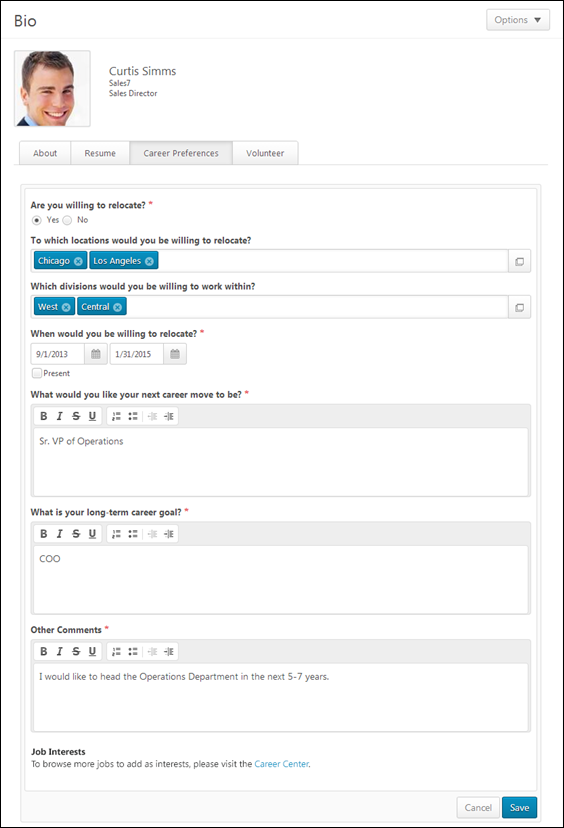 Bio
Options
Curtis Simms
Sales7
Sales Director
About Resume Career Preferences Volunteer
Are you willing to relocate? *
Yes No
To which locations would you be willing to relocate?
Chicago Los Angeles
Which divisions would you be willing to work within?
West Central
When would you be willing to relocate? *
9/1/2013 1/31/2015
Present
What would you like your next career move to be? *
B I S U
Sr. VP of Operations
What is your long-term career goal? *
B I S U
COO
Other Comments *
B I S U
I would like to head the Operations Department in the next 5-7 years.
Job Interests
To browse more jobs to add as interests, please visit the Career Center.
Cancel Save